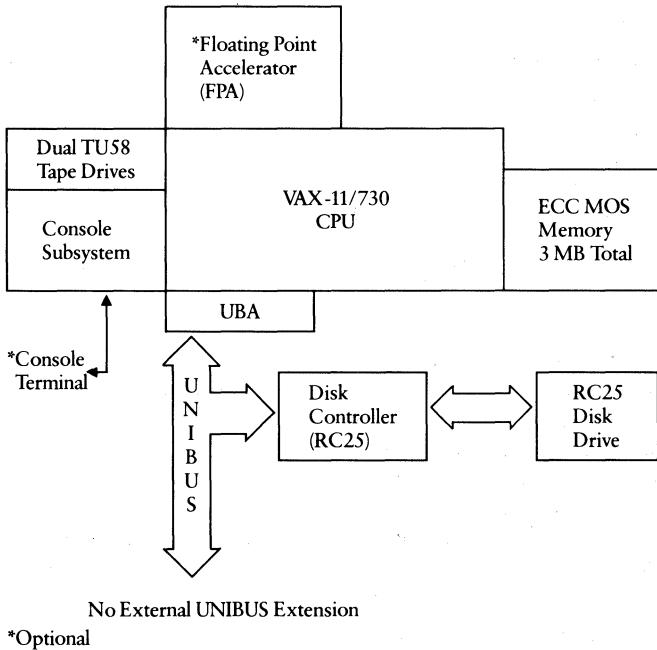 *Floating Point
Accelerator
(FPA)
Dual TU58
Tape Drives
VAX-11/730
CPU
ECC MOS
Memory
3 MB Total
Console
Subsystem
UBA
*Console
Terminal
UNIBUS
Disk
Controller
(RC25)
RC25
Disk
Drive
No External UNIBUS Extension
*Optional